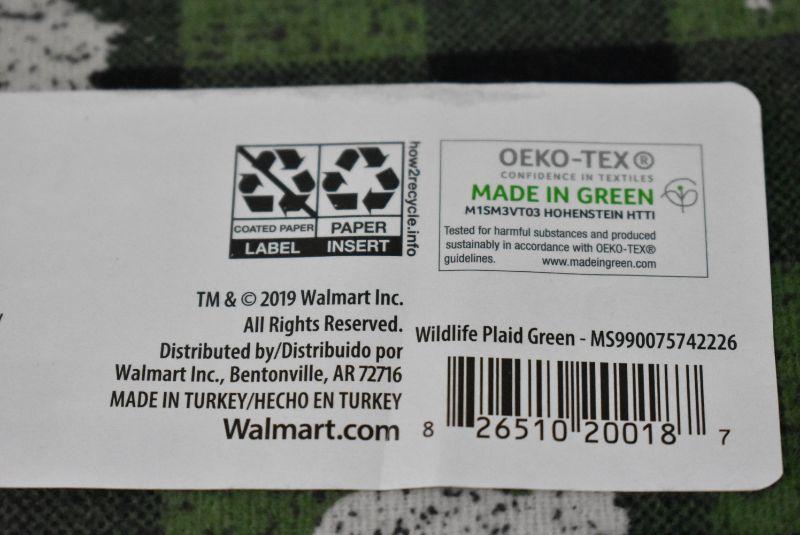 COATED PAPER
LABEL
PAPER
INSERT
how2recycle.info
OEKO-TEX®
CONFIDENCE IN TEXTILES
MADE IN GREEN
M1SM3VT03 HOHENSTEIN HTTI
Tested for harmful substances and produced
sustainably in accordance with OEKO-TEX®
guidelines. www.madeingreen.com
TM & © 2019 Walmart Inc.
All Rights Reserved.
Distributed by/Distribuido por
Walmart Inc., Bentonville, AR 72716
MADE IN TURKEY/HECHO EN TURKEY
Walmart.com
Wildlife Plaid Green - MS990075742226
8 26510 20018 7